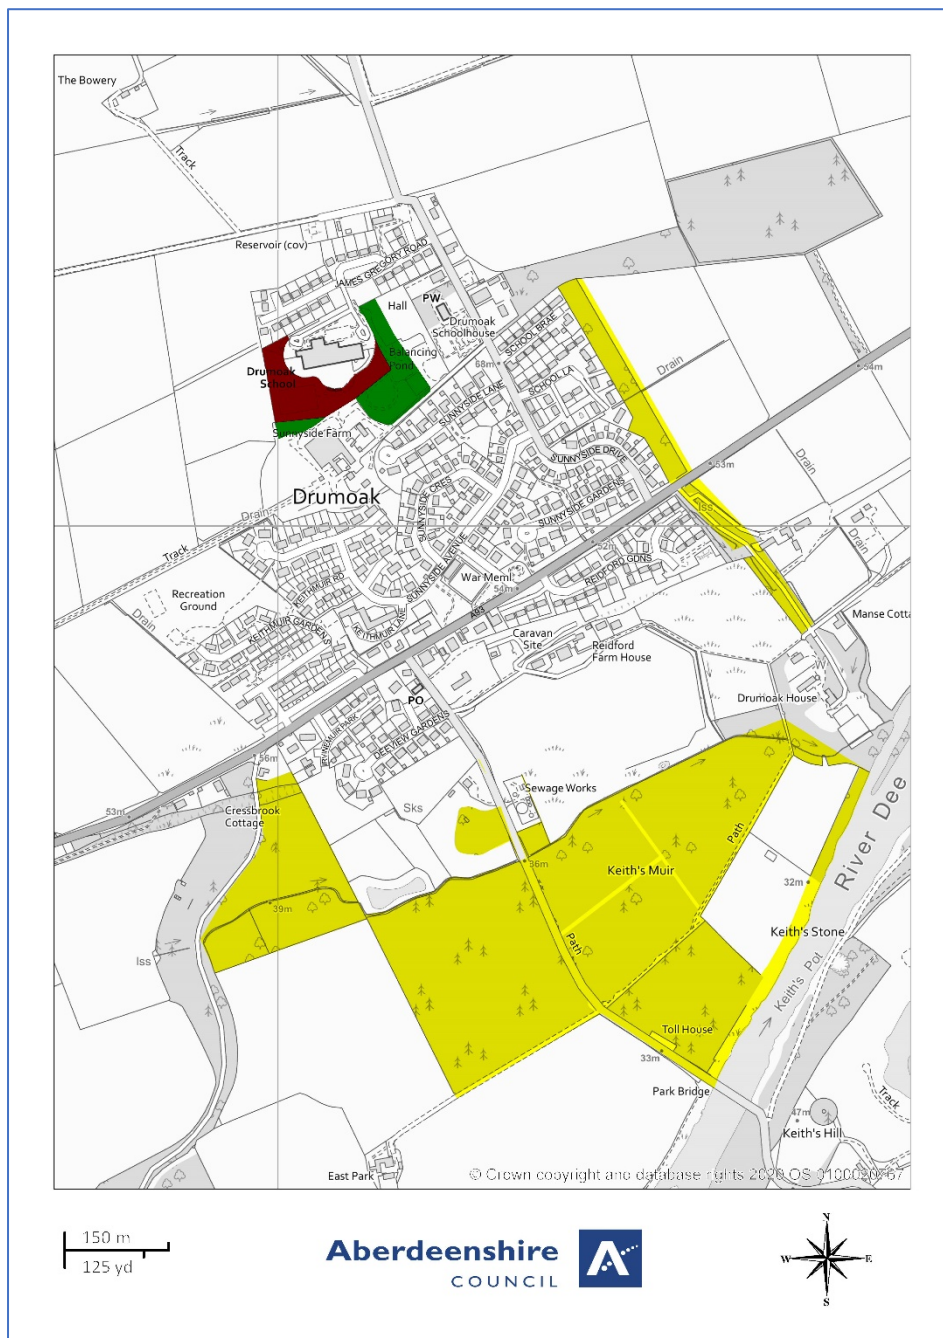 The Bowery
Track
Reservoir (cov)
JAMES GREGORY ROAD
Hall
PW
Drumoak
Schoolhouse
Balancing
Pond
Drumoak
School
68m
SCHOOL BRAE
SCHOOL LA
54m
Drain
Sunnyside Farm
SUNNYSIDE LANE
SUNNYSIDE DRIVE
53m
Drumoak
SUNNYSIDE CRES
SUNNYSIDE GARDENS
Drain
Drain
Iss
Track
SUNNYSIDE AVENUE
52m
Drain
Recreation
Ground
KEITHMUIR RD
War Meml
54m
REIDFORD GDNS
Drain
KEITHMUIR GARDENS
KEITHMUIR LANE
A93
Manse Cotta
Caravan
Site
Reidford
Farm House
W
PO
Drumoak House
DEEVIEW GARDENS
56m
53m
Cressbrook
Cottage
Sks
Sewage Works
River Dee
36m
Keith's Muir
Path
32m
39m
Keith's Stone
Path
Iss
Keith's Pot
Toll House
33m
Park Bridge
Track
47m
Keith's Hill
East Park
© Crown copyright and database rights 2020 OS 0100020767
150 m
125 yd
Aberdeenshire
COUNCIL
N
W
E
S